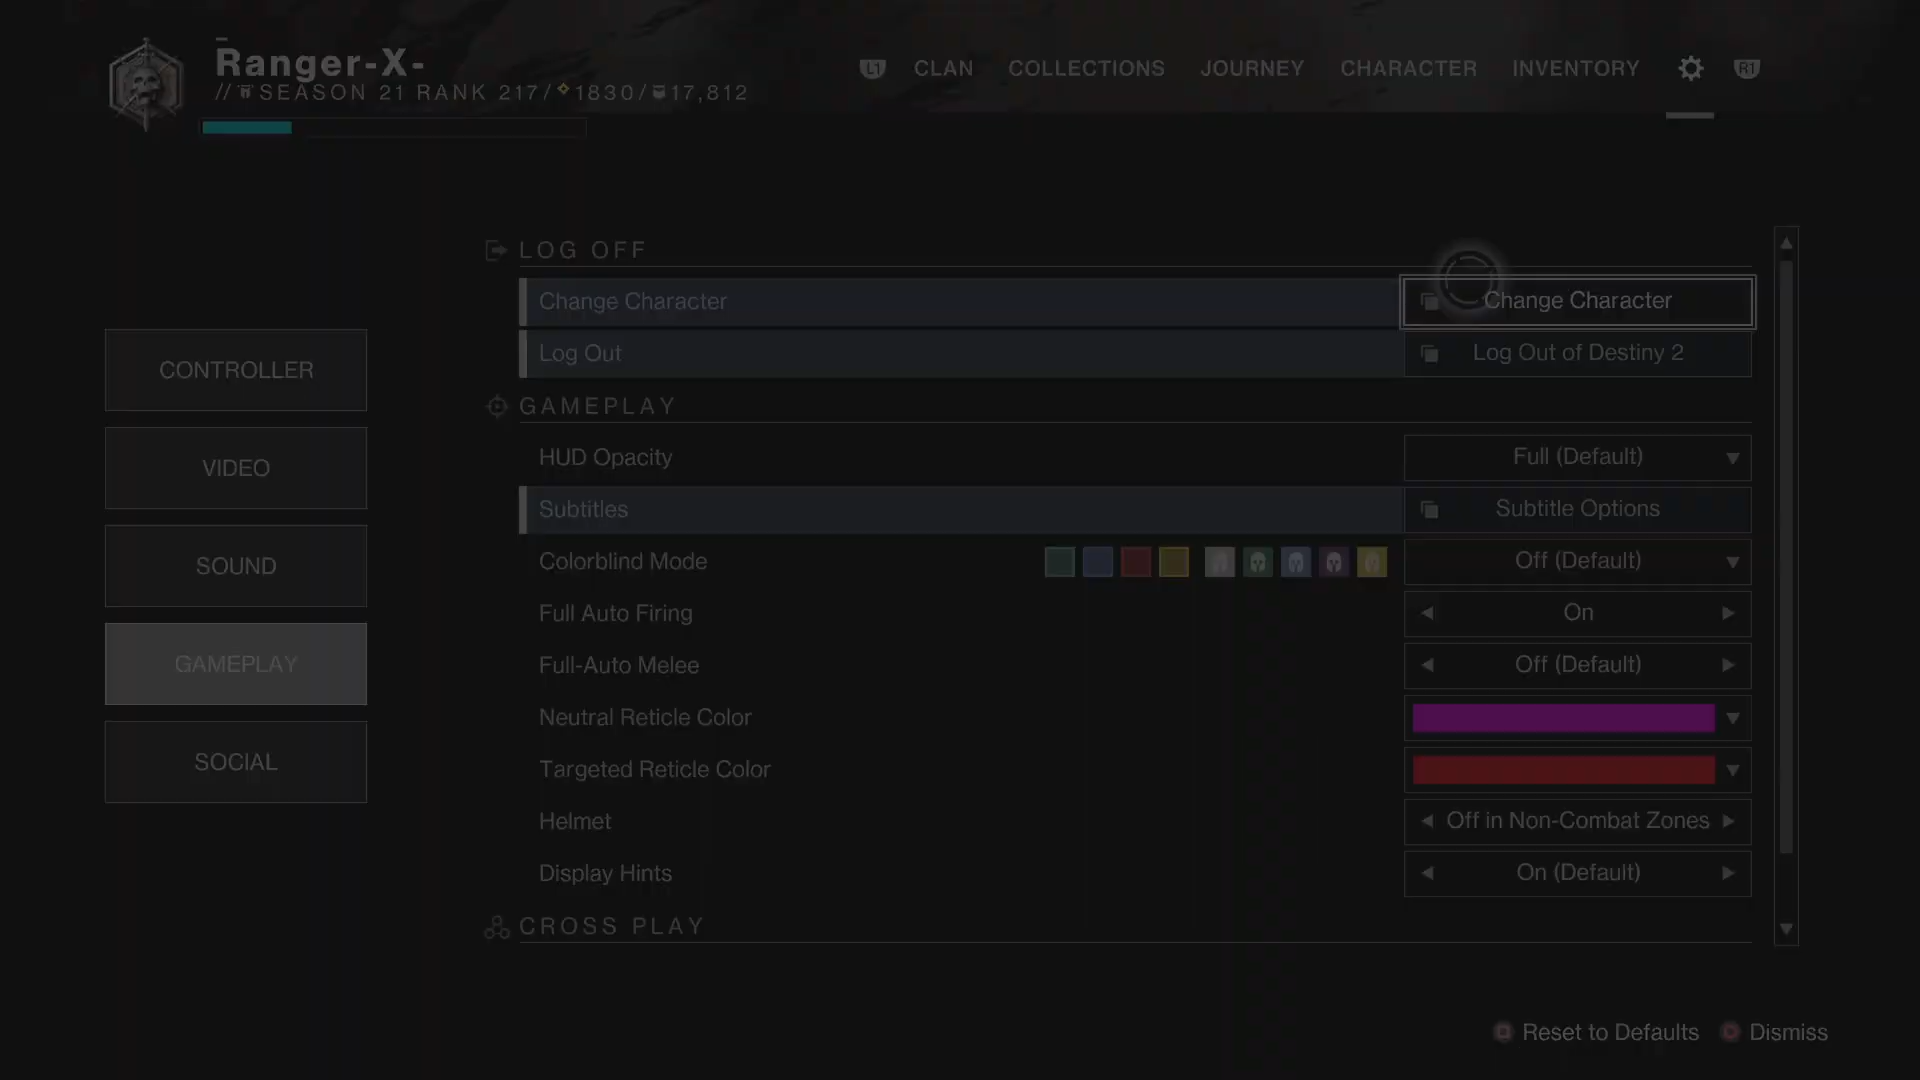 Ranger-X-
// SEASON 21 RANK 217/ 1830/ 17,812
L1 CLAN COLLECTIONS JOURNEY CHARACTER INVENTORY R1
LOG OFF
Change Character Change Character
Log Out Log Out of Destiny 2
GAMEPLAY
HUD Opacity Full (Default)
Subtitles Subtitle Options
Colorblind Mode Off (Default)
Full Auto Firing On
Full-Auto Melee Off (Default)
Neutral Reticle Color
Targeted Reticle Color
Helmet Off in Non-Combat Zones
Display Hints On (Default)
CROSS PLAY
CONTROLLER
VIDEO
SOUND
GAMEPLAY
SOCIAL
Reset to Defaults Dismiss